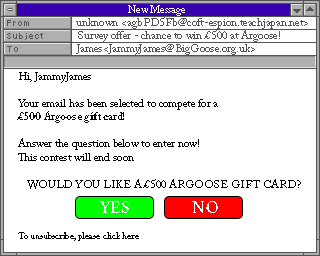 New Message
From unknown <agbPD5Fb@coft-espion.teachjapan.net>
Subject Survey offer - chance to win £500 at Argoose!
To James <JammyJames@BigGoose.org.uk>
Hi, JammyJames
Your email has been selected to compete for a
£500 Argoose gift card!
Answer the question below to enter now!
This contest will end soon
WOULD YOU LIKE A £500 ARGOOSE GIFT CARD?
YES NO
To unsubscribe, please click here